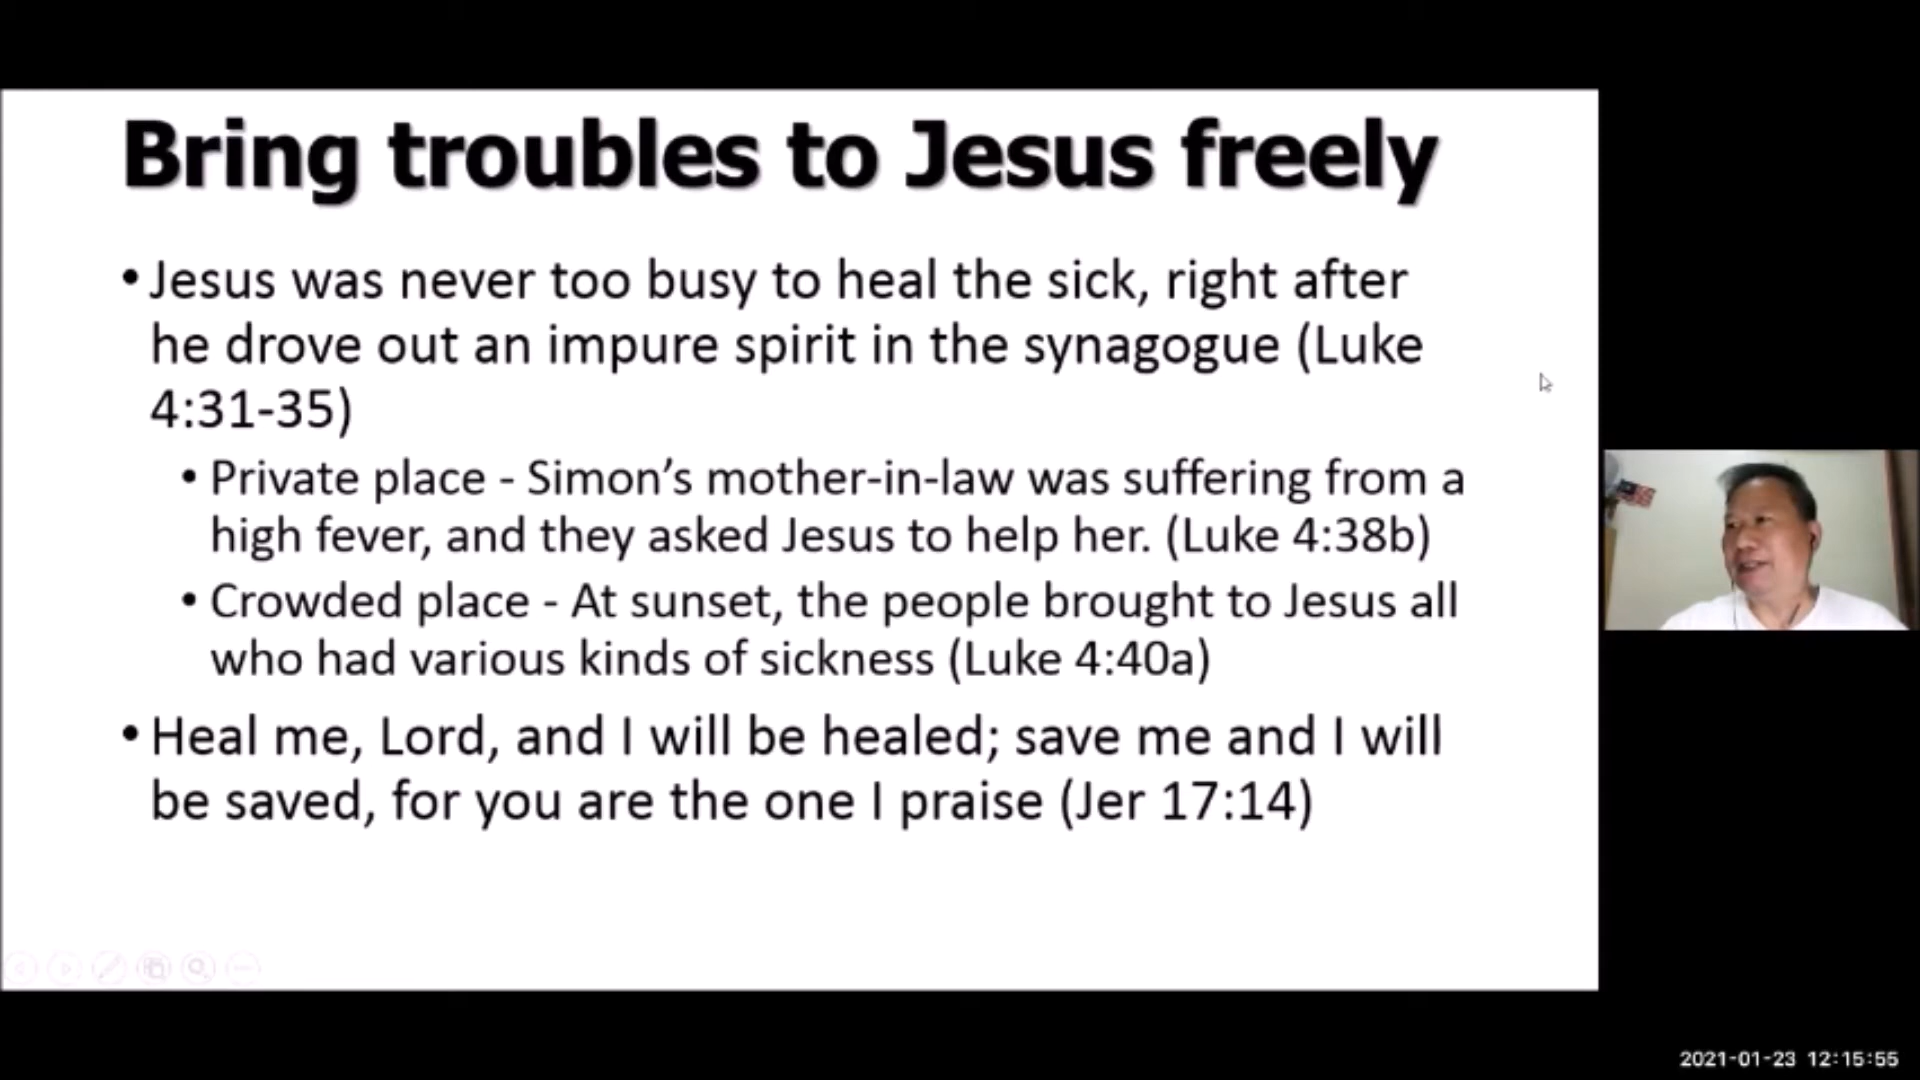 Bring troubles to Jesus freely
• Jesus was never too busy to heal the sick, right after
he drove out an impure spirit in the synagogue (Luke
4:31-35)
• Private place - Simon’s mother-in-law was suffering from a
high fever, and they asked Jesus to help her. (Luke 4:38b)
• Crowded place - At sunset, the people brought to Jesus all
who had various kinds of sickness (Luke 4:40a)
• Heal me, Lord, and I will be healed; save me and I will
be saved, for you are the one I praise (Jer 17:14)
2021-01-23 12:15:55